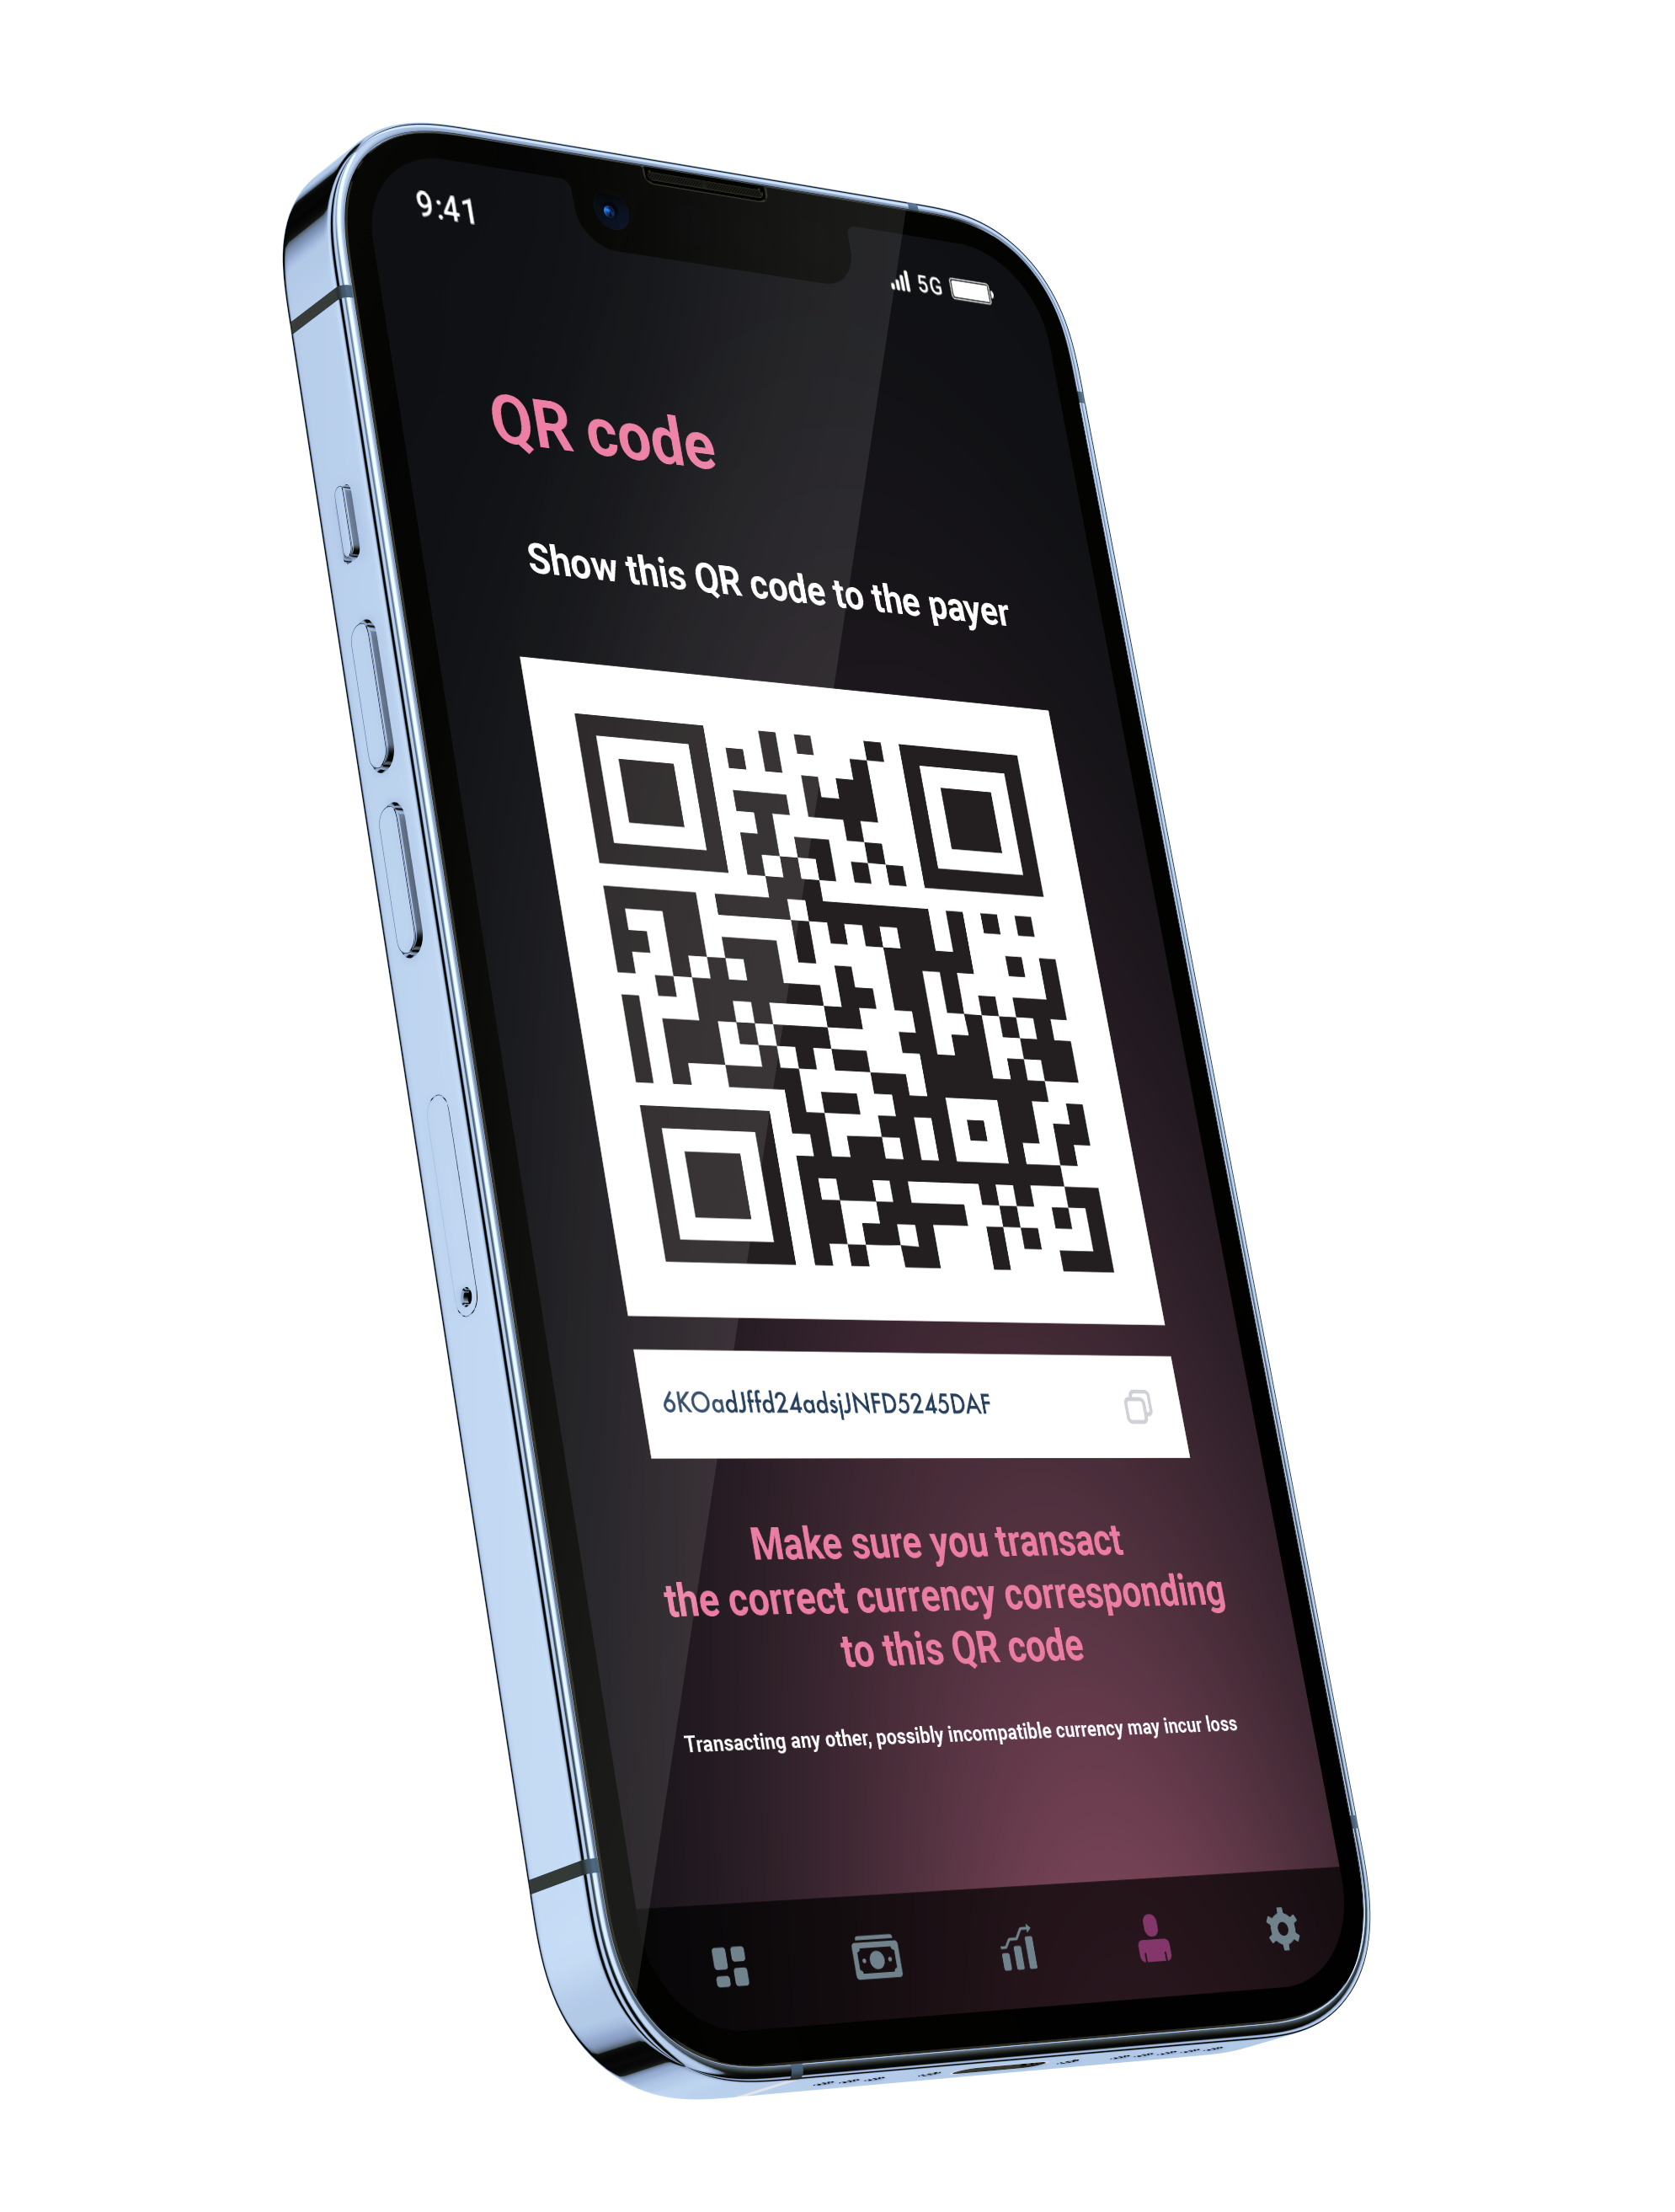 9:41
5G
QR code
Show this QR code to the payer
6KOadJffd24adsjJNFD5245DAF
Make sure you transact
the correct currency corresponding
to this QR code
Transacting any other, possibly incompatible currency may incur loss